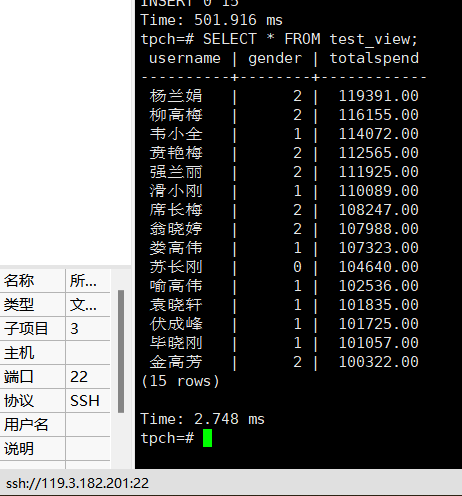 INSERT 0 15
Time: 501.916 ms
tpch=# SELECT * FROM test_view;
username | gender | totalspend
----------+--------+------------
杨兰娟 | 2 | 119391.00
柳高梅 | 2 | 116155.00
韦小全 | 1 | 114072.00
贲艳梅 | 2 | 112565.00
强兰丽 | 2 | 111925.00
滑小刚 | 1 | 110089.00
席长梅 | 2 | 108247.00
翁晓婷 | 2 | 107988.00
娄高伟 | 1 | 107323.00
苏长刚 | 0 | 104640.00
喻高伟 | 1 | 102536.00
袁晓轩 | 1 | 101835.00
伏成峰 | 1 | 101725.00
毕晓刚 | 1 | 101057.00
金高芳 | 2 | 100322.00
(15 rows)
Time: 2.748 ms
tpch=#
名称 所...
类型 文...
子项目 3
主机
端口 22
协议 SSH
用户名
说明
ssh://119.3.182.201:22